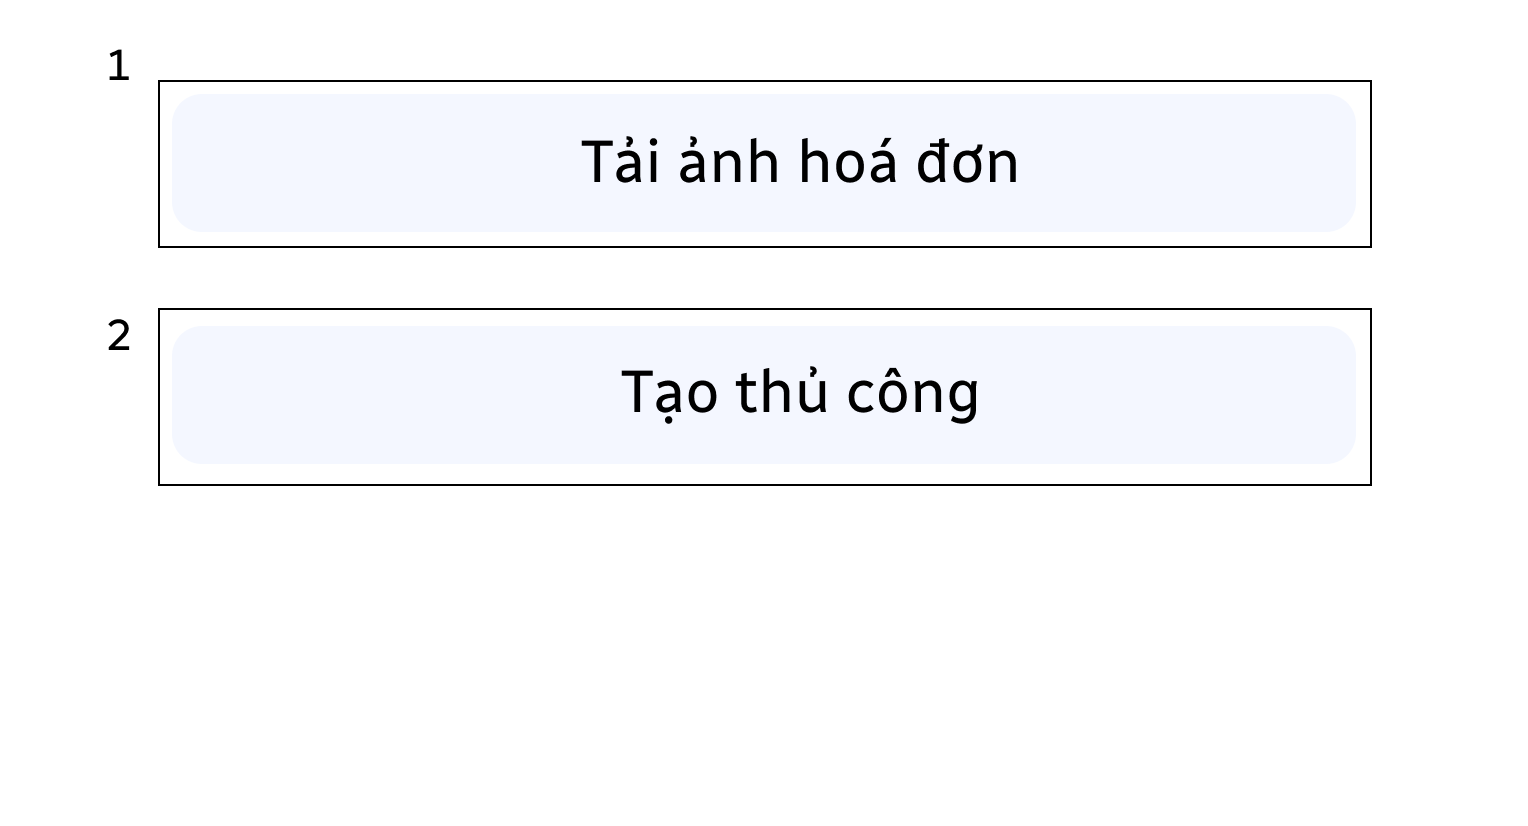 1
Tải ảnh hoá đơn
2
Tạo thủ công